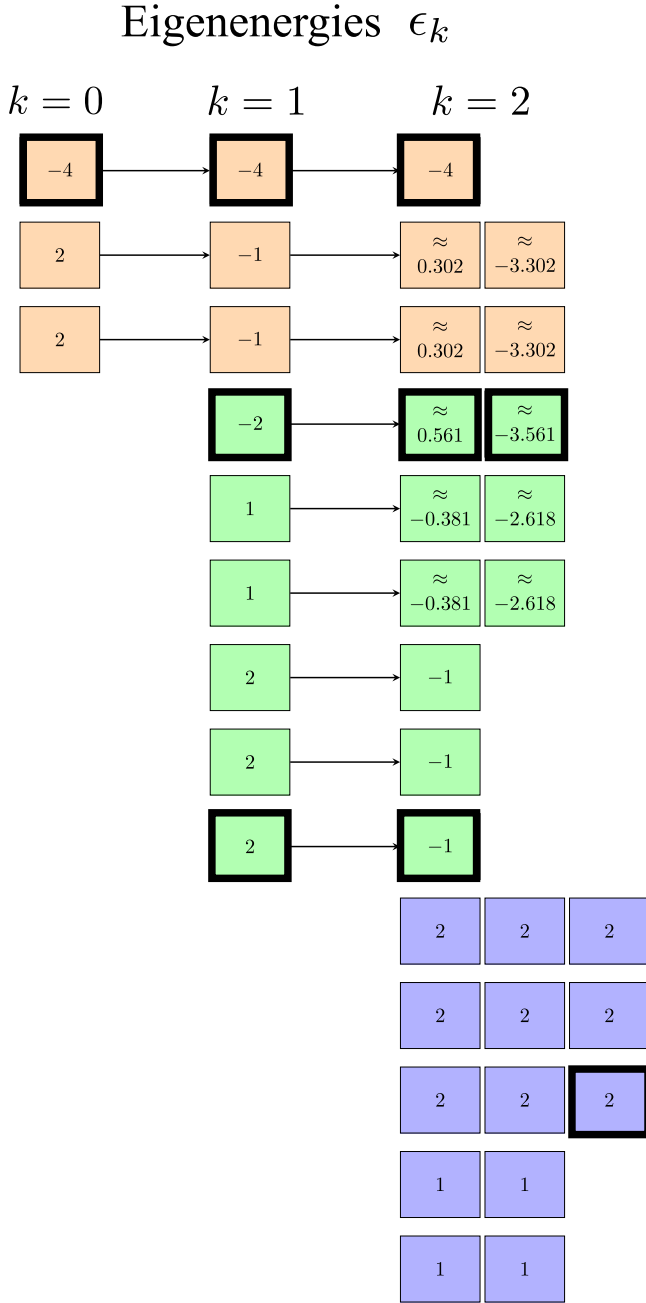 Eigenenergies ϵ_k
k = 0 k = 1 k = 2
−4 −4 −4
2 −1 ≈ 0.302 ≈ −3.302
2 −1 ≈ 0.302 ≈ −3.302
−2 ≈ 0.561 ≈ −3.561
1 ≈ −0.381 ≈ −2.618
1 ≈ −0.381 ≈ −2.618
2 −1
2 −1
2 −1
2 2 2
2 2 2
2 2 2
1 1
1 1